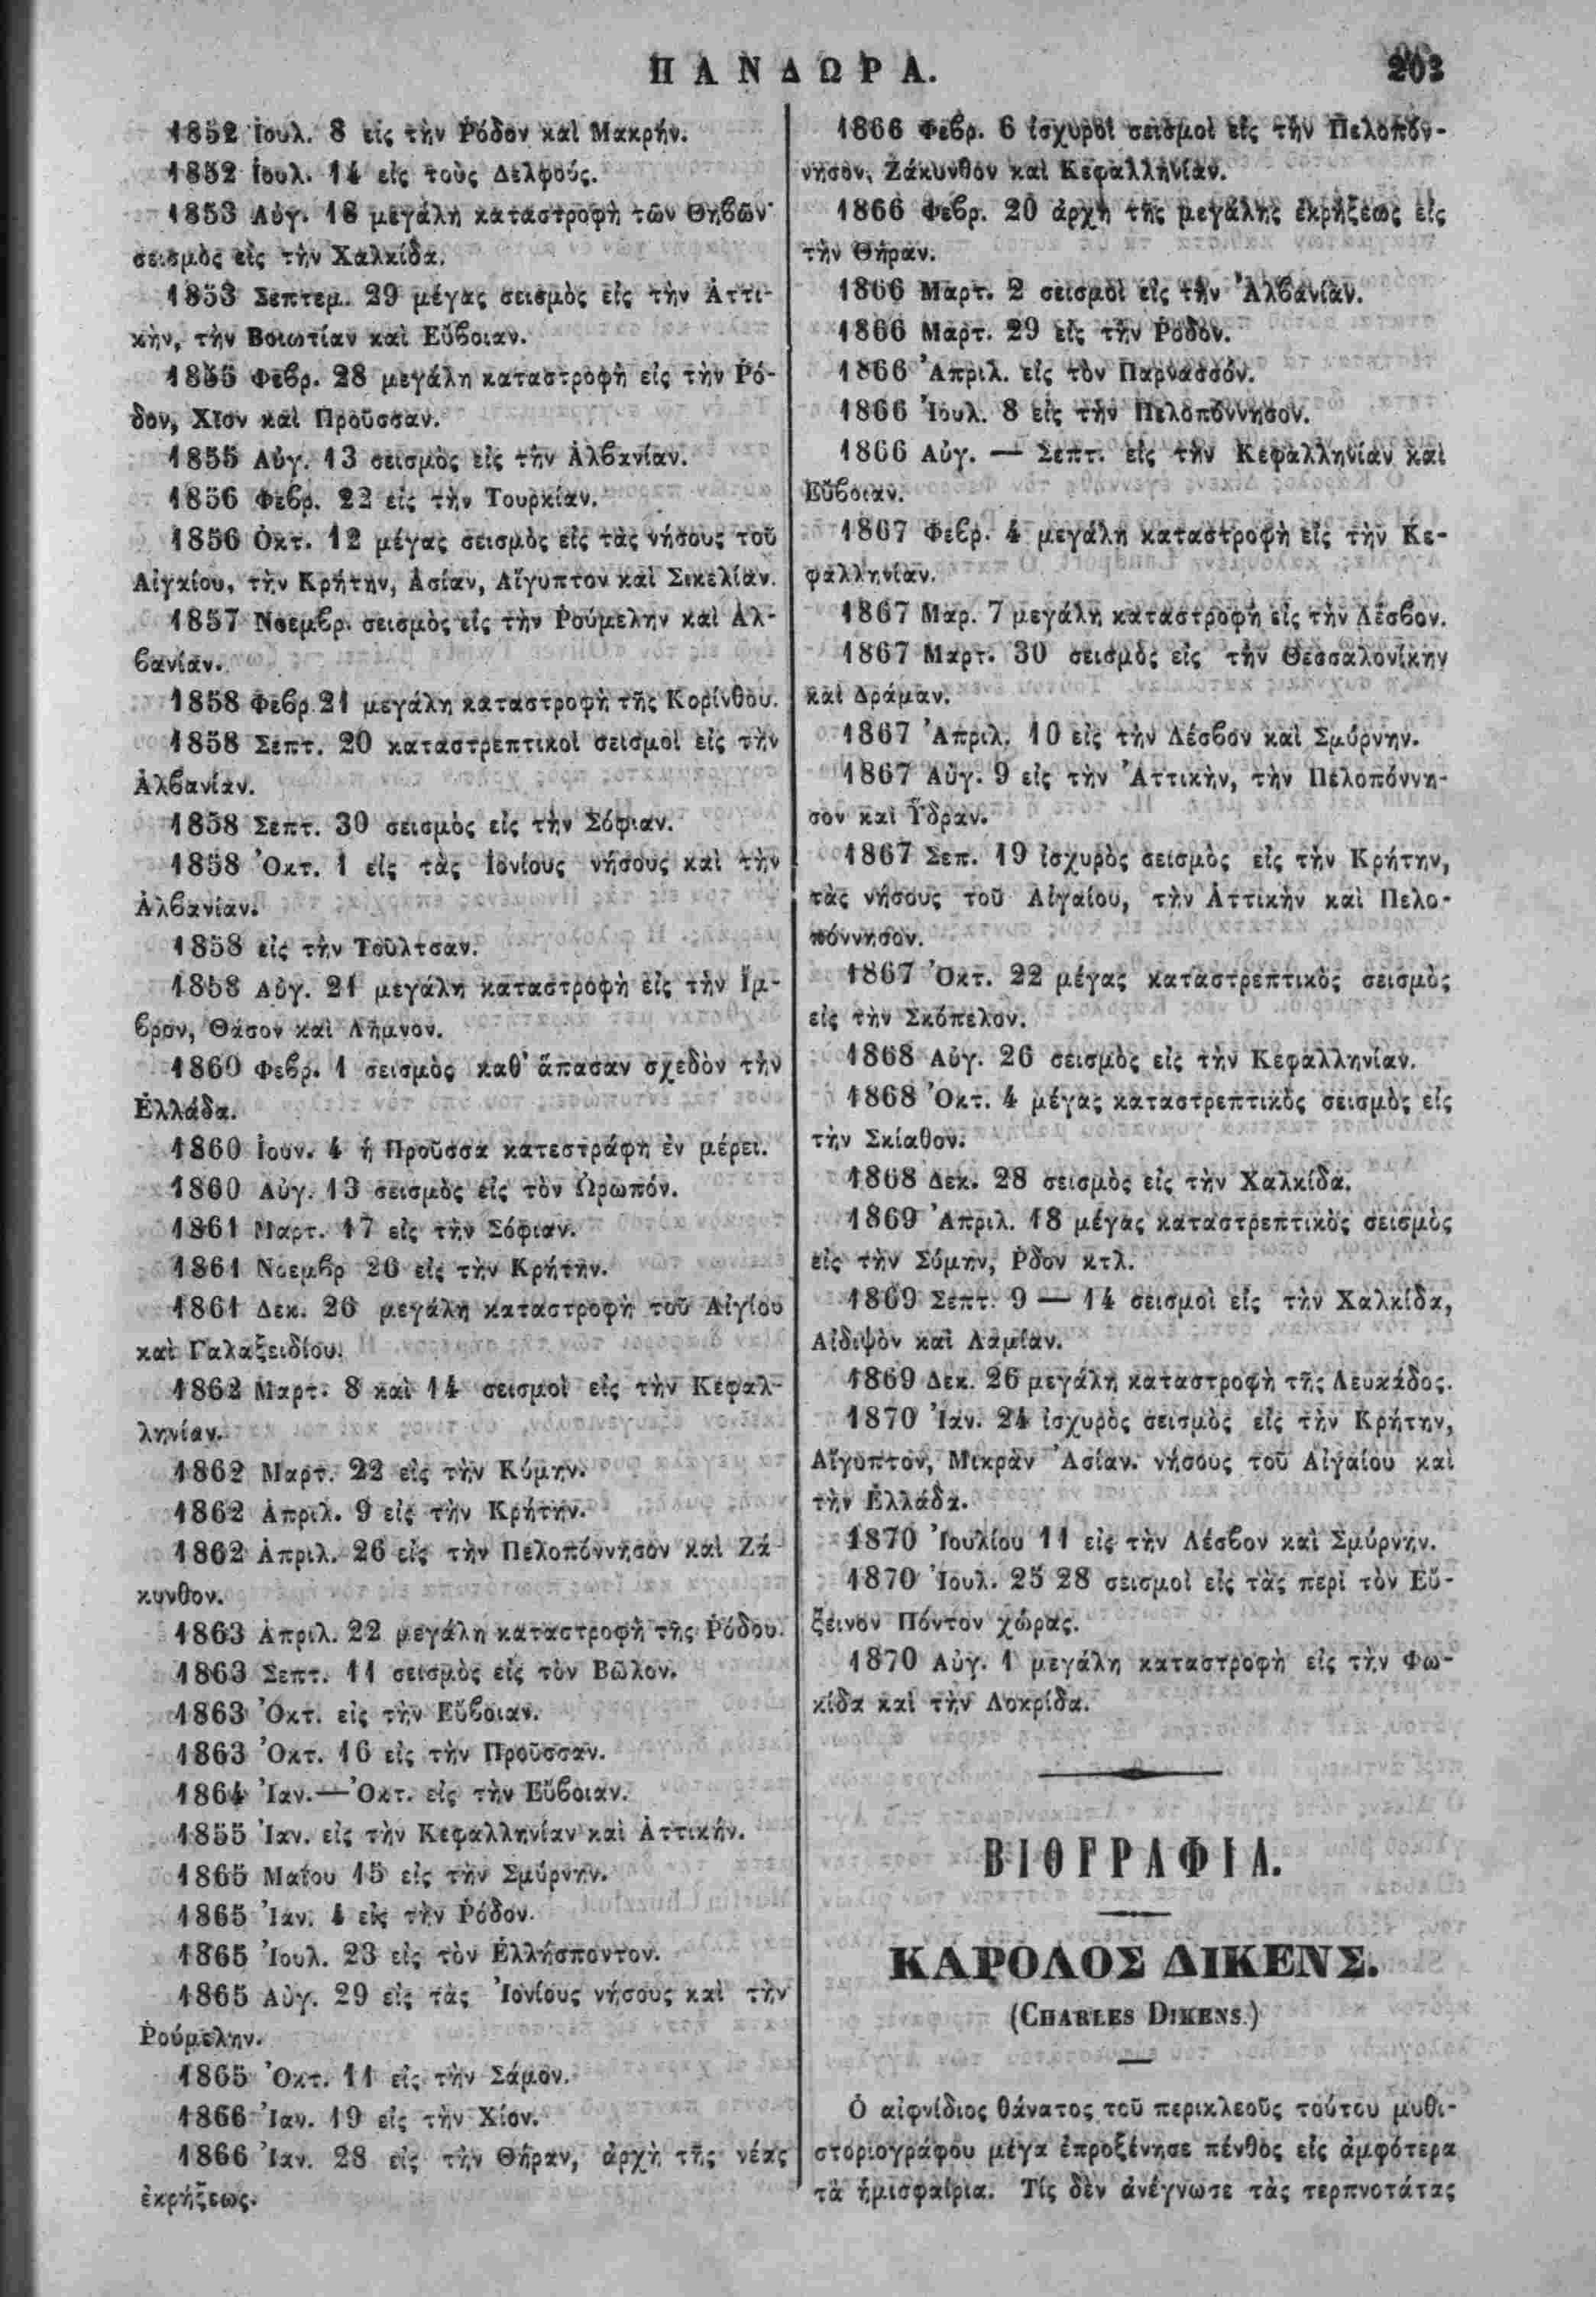 ΠΑΝΔΩΡΑ.
203
1852 Ἰουλ. 8 εἰς τὴν Ῥόδον καὶ Μακρήν.
1852 Ἰουλ. 14 εἰς τοὺς Δελφούς.
1853 Αὐγ. 18 μεγάλη καταστροφὴ τῶν Θηβῶν·
σεισμὸς εἰς τὴν Χαλκίδα.
1853 Σεπτεμ. 29 μέγας σεισμὸς εἰς τὴν Ἀττι-
κὴν, τὴν Βοιωτίαν καὶ Εὔβοιαν.
1855 Φεβρ. 28 μεγάλη καταστροφὴ εἰς τὴν Ῥό-
δον, Χῖον καὶ Προῦσσαν.
1855 Αὐγ. 13 σεισμὸς εἰς τὴν Ἀλβανίαν.
1856 Φεβρ. 22 εἰς τὴν Τουρκίαν.
1856 Ὀκτ. 12 μέγας σεισμὸς εἰς τὰς νήσους τοῦ
Αἰγαίου, τὴν Κρήτην, Ἀσίαν, Αἴγυπτον καὶ Σικελίαν.
1857 Νοεμβρ. σεισμὸς εἰς τὴν Ῥούμελην καὶ Ἀλ-
βανίαν.
1858 Φεβρ. 21 μεγάλη καταστροφὴ τῆς Κορίνθου.
1858 Σεπτ. 20 καταστρεπτικοὶ σεισμοὶ εἰς τὴν
Ἀλβανίαν.
1858 Σεπτ. 30 σεισμὸς εἰς τὴν Σόφιαν.
1858 Ὀκτ. 1 εἰς τὰς Ἰονίους νήσους καὶ τὴν
Ἀλβανίαν.
1858 εἰς τὴν Τοῦλτσαν.
1858 Αὐγ. 21 μεγάλη καταστροφὴ εἰς τὴν Ἴμ-
βρον, Θάσον καὶ Λῆμνον.
1860 Φεβρ. 1 σεισμὸς καθ' ἅπασαν σχεδὸν τὴν
Ἑλλάδα.
1860 Ἰουν. 4 ἡ Προῦσσα κατεστράφη ἐν μέρει.
1860 Αὐγ. 13 σεισμὸς εἰς τὸν Ὠρωπόν.
1861 Μαρτ. 17 εἰς τὴν Σόφιαν.
1861 Νοεμβρ 26 εἰς τὴν Κρήτην.
1861 Δεκ. 26 μεγάλη καταστροφὴ τοῦ Αἰγίου
καὶ Γαλαξειδίου.
1862 Μαρτ. 8 καὶ 14 σεισμοὶ εἰς τὴν Κεφαλ-
ληνίαν.
1862 Μαρτ. 22 εἰς τὴν Κύμην.
1862 Ἀπριλ. 9 εἰς τὴν Κρήτην.
1862 Ἀπριλ. 26 εἰς τὴν Πελοπόννησον καὶ Ζά-
κυνθον.
1863 Ἀπριλ. 22 μεγάλη καταστροφὴ τῆς Ῥόδου.
1863 Σεπτ. 11 σεισμὸς εἰς τὸν Βῶλον.
1863 Ὀκτ. εἰς τὴν Εὔβοιαν.
1863 Ὀκτ. 16 εἰς τὴν Προῦσσαν.
1864 Ἰαν.—Ὀκτ. εἰς τὴν Εὔβοιαν.
1855 Ἰαν. εἰς τὴν Κεφαλληνίαν καὶ Ἀττικήν.
1865 Μαΐου 15 εἰς τὴν Σμύρνην.
1865 Ἰαν. 4 εἰς τὴν Ῥόδον.
1865 Ἰουλ. 23 εἰς τὸν Ἑλλήσποντον.
1865 Αὐγ. 29 εἰς τὰς Ἰονίους νήσους καὶ τὴν
Ῥούμελην.
1865 Ὀκτ. 11 εἰς τὴν Σάμον.
1866 Ἰαν. 19 εἰς τὴν Χίον.
1866 Ἰαν. 28 εἰς τὴν Θήραν, ἀρχὴ τῆς νέας
ἐκρήξεως.
1866 Φεβρ. 6 ἰσχυροὶ σεισμοὶ εἰς τὴν Πελοπόν-
νησον, Ζάκυνθον καὶ Κεφαλληνίαν.
1866 Φεβρ. 20 ἀρχὴ τῆς μεγάλης ἐκρήξεως εἰς
τὴν Θήραν.
1866 Μαρτ. 2 σεισμοὶ εἰς τὴν Ἀλβανίαν.
1866 Μαρτ. 29 εἰς τὴν Ῥόδον.
1866 Ἀπριλ. εἰς τὸν Παρνασσόν.
1866 Ἰουλ. 8 εἰς τὴν Πελοπόννησον.
1866 Αὐγ. — Σεπτ. εἰς τὴν Κεφαλληνίαν καὶ
Εὔβοιαν.
1867 Φεβρ. 4 μεγάλη καταστροφὴ εἰς τὴν Κε-
φαλληνίαν.
1867 Μαρ. 7 μεγάλη καταστροφὴ εἰς τὴν Λέσβον.
1867 Μαρτ. 30 σεισμὸς εἰς τὴν Θεσσαλονίκην
καὶ Δράμαν.
1867 Ἀπριλ. 10 εἰς τὴν Λέσβον καὶ Σμύρνην.
1867 Αὐγ. 9 εἰς τὴν Ἀττικὴν, τὴν Πελοπόννη-
σον καὶ Ὕδραν.
1867 Σεπ. 19 ἰσχυρὸς σεισμὸς εἰς τὴν Κρήτην,
τὰς νήσους τοῦ Αἰγαίου, τὴν Ἀττικὴν καὶ Πελο-
πόννησον.
1867 Ὀκτ. 22 μέγας καταστρεπτικὸς σεισμὸς
εἰς τὴν Σκόπελον.
1868 Αὐγ. 26 σεισμὸς εἰς τὴν Κεφαλληνίαν.
1868 Ὀκτ. 4 μέγας καταστρεπτικὸς σεισμὸς εἰς
τὴν Σκίαθον.
1868 Δεκ. 28 σεισμὸς εἰς τὴν Χαλκίδα.
1869 Ἀπριλ. 18 μέγας καταστρεπτικὸς σεισμὸς
εἰς τὴν Σύμην, Ῥδον κτλ.
1869 Σεπτ. 9 — 14 σεισμοὶ εἰς τὴν Χαλκίδα,
Αἰδιψὸν καὶ Λαμίαν.
1869 Δεκ. 26 μεγάλη καταστροφὴ τῆς Λευκάδος.
1870 Ἰαν. 24 ἰσχυρὸς σεισμὸς εἰς τὴν Κρήτην,
Αἴγυπτον, Μικρὰν Ἀσίαν. νήσους τοῦ Αἰγαίου καὶ
τὴν Ἑλλάδα.
1870 Ἰουλίου 11 εἰς τὴν Λέσβον καὶ Σμύρνην.
1870 Ἰουλ. 25 28 σεισμοὶ εἰς τὰς περὶ τὸν Εὔ-
ξεινον Πόντον χώρας.
1870 Αὐγ. 1 μεγάλη καταστροφὴ εἰς τὴν Φω-
κίδα καὶ τὴν Λοκρίδα.
ΒΙΟΓΡΑΦΙΑ.
ΚΑΡΟΛΟΣ ΔΙΚΕΝΣ.
(CHARLES DIKENS.)
Ὁ αἰφνίδιος θάνατος τοῦ περικλεοῦς τούτου μυθι-
στοριογράφου μέγα ἐπροξένησε πένθος εἰς ἀμφότερα
τὰ ἡμισφαίρια. Τίς δὲν ἀνέγνωσε τὰς τερπνοτάτας